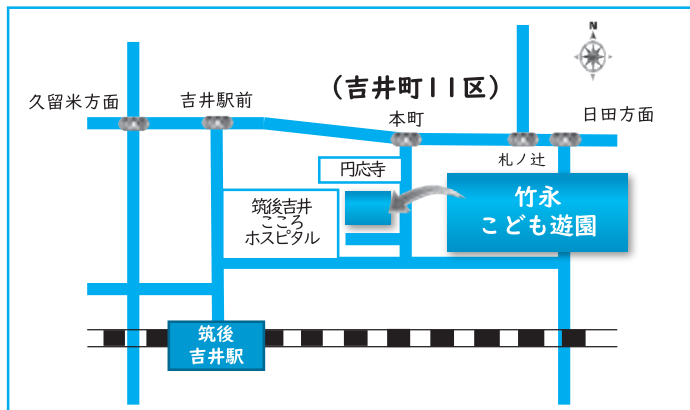 N
(吉井町11区)
久留米方面
吉井駅前
本町
日田方面
札ノ辻
円応寺
竹永
こども遊園
筑後吉井
こころ
ホスピタル
筑後
吉井駅